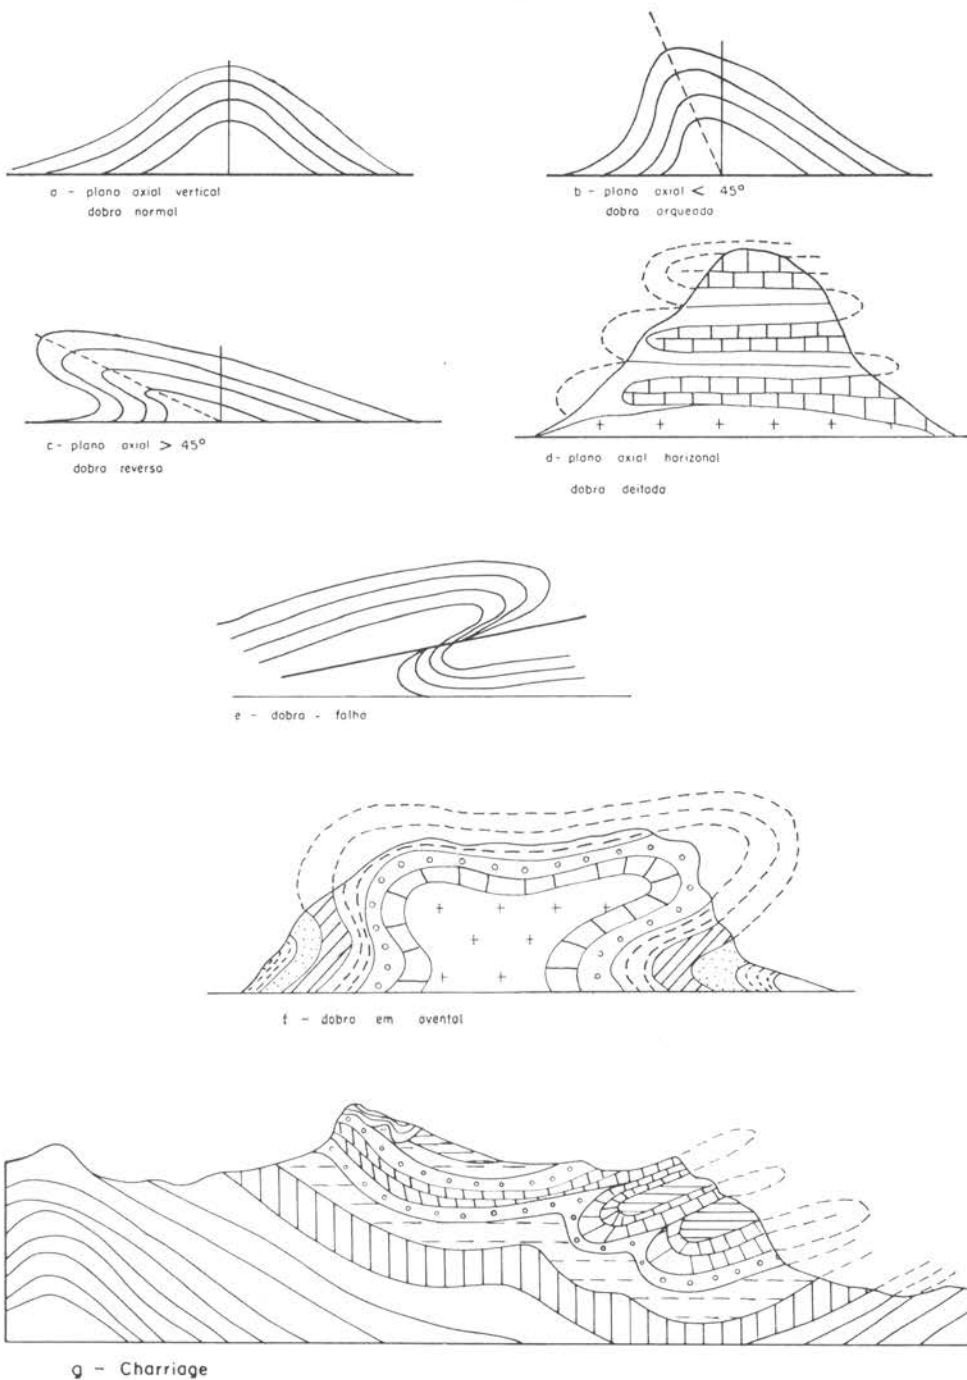 a - plano axial vertical
dobra normal
b - plano axial < 45°
dobra arqueada
c - plano axial > 45°
dobra reversa
d - plano axial horizonal
dobra deitada
e - dobra - falha
f - dobra em avental
g - Charriage